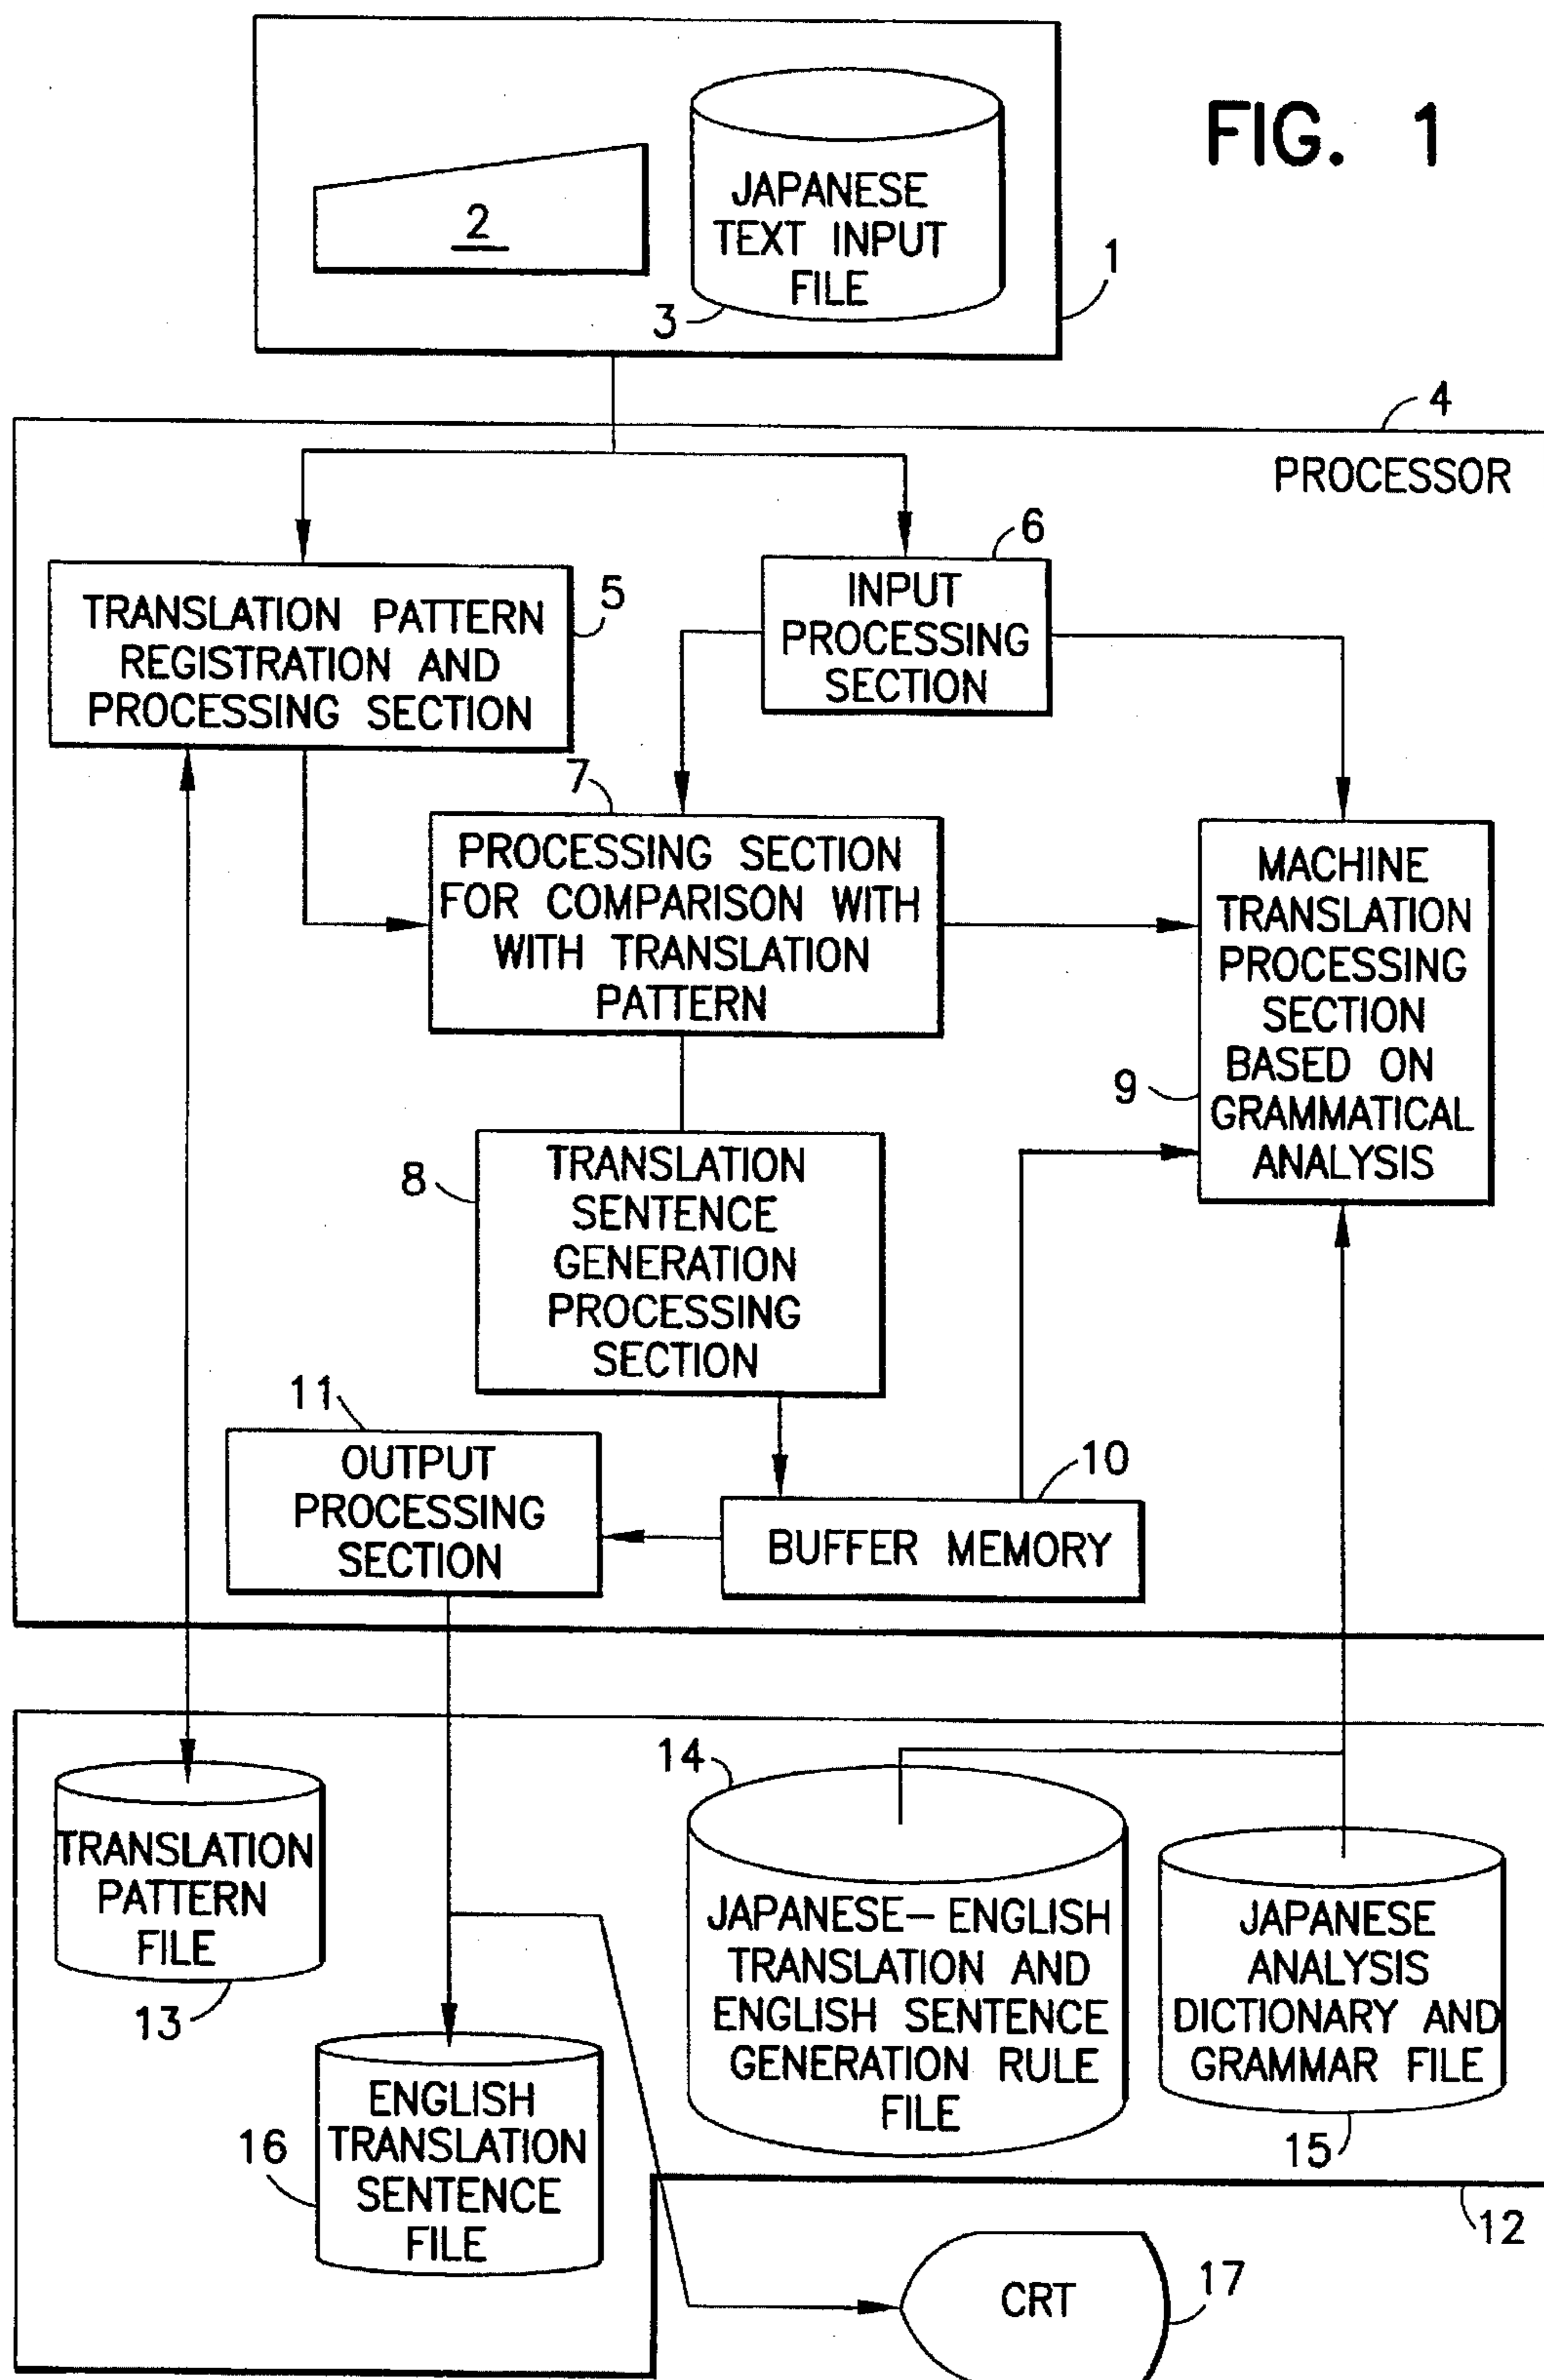 FIG. 1
2
JAPANESE
TEXT INPUT
FILE
3
1
4
PROCESSOR
6
INPUT
PROCESSING
SECTION
5
TRANSLATION PATTERN
REGISTRATION AND
PROCESSING SECTION
7
PROCESSING SECTION
FOR COMPARISON WITH
WITH TRANSLATION
PATTERN
MACHINE
TRANSLATION
PROCESSING
SECTION
BASED ON
GRAMMATICAL
ANALYSIS
9
8
TRANSLATION
SENTENCE
GENERATION
PROCESSING
SECTION
11
OUTPUT
PROCESSING
SECTION
10
BUFFER MEMORY
TRANSLATION
PATTERN
FILE
13
14
JAPANESE-ENGLISH
TRANSLATION AND
ENGLISH SENTENCE
GENERATION RULE
FILE
JAPANESE
ANALYSIS
DICTIONARY AND
GRAMMAR FILE
15
16
ENGLISH
TRANSLATION
SENTENCE
FILE
12
CRT
17